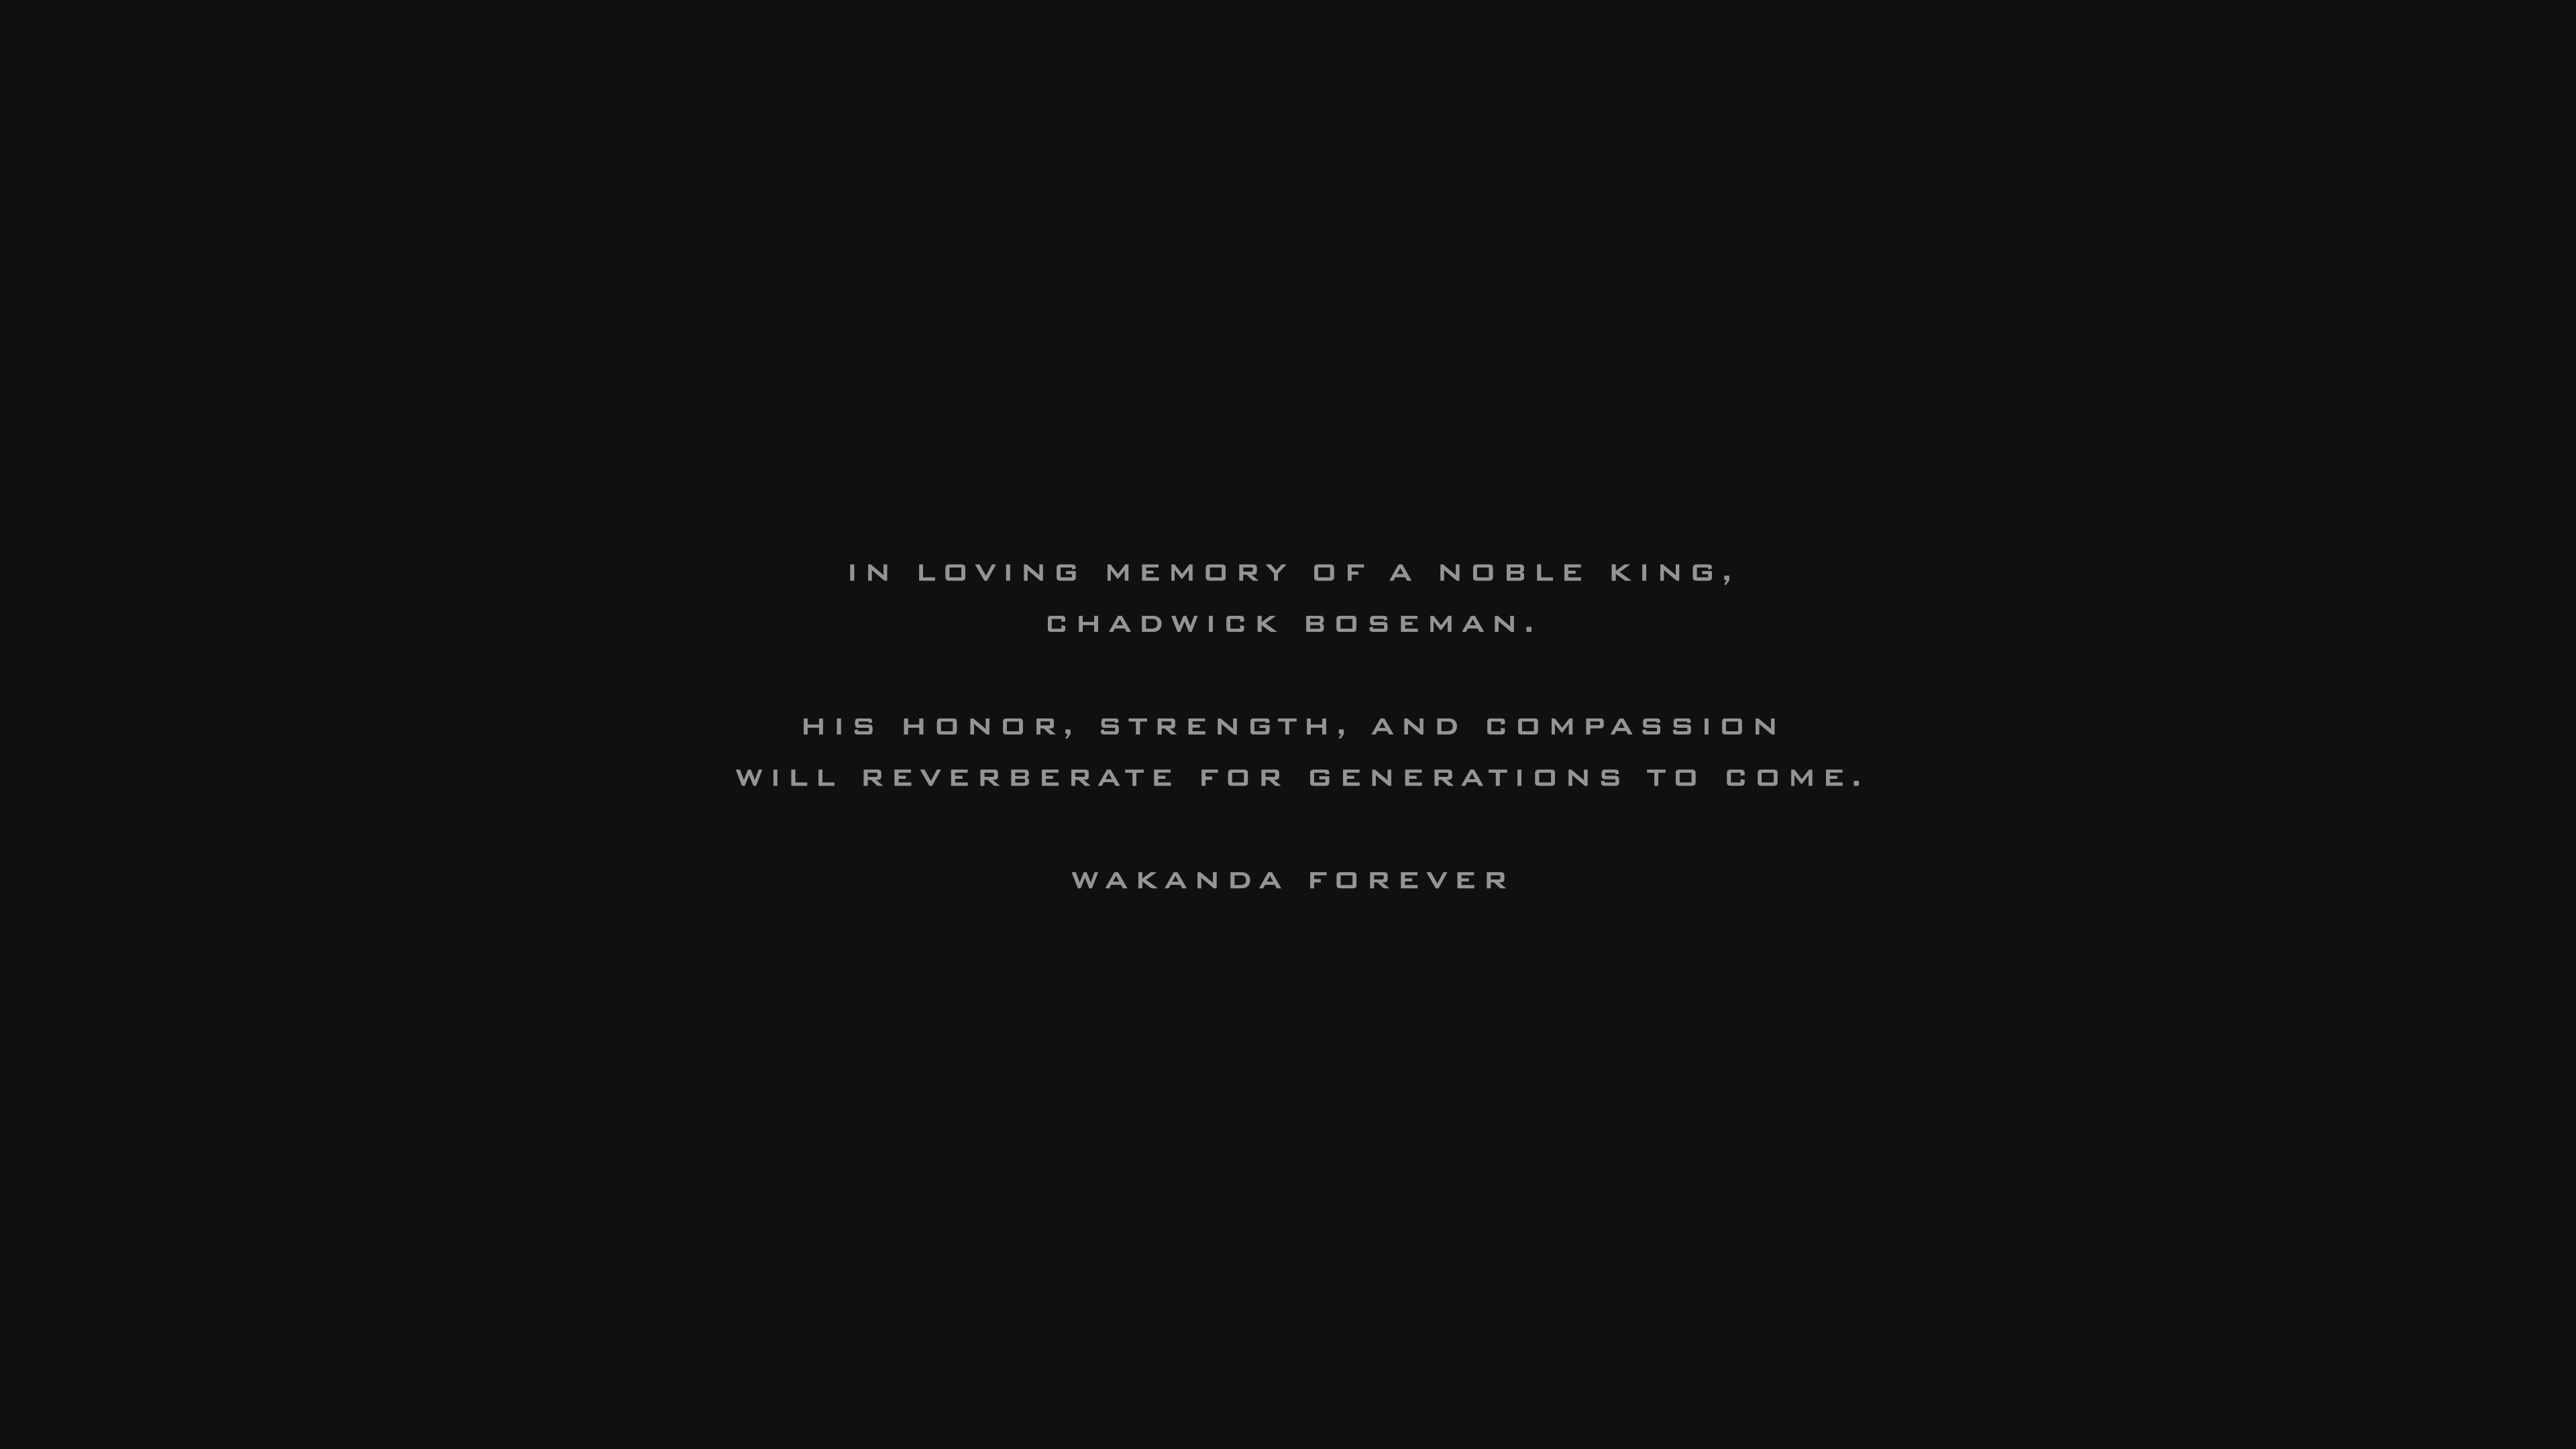 IN LOVING MEMORY OF A NOBLE KING,
CHADWICK BOSEMAN.
HIS HONOR, STRENGTH, AND COMPASSION
WILL REVERBERATE FOR GENERATIONS TO COME.
WAKANDA FOREVER